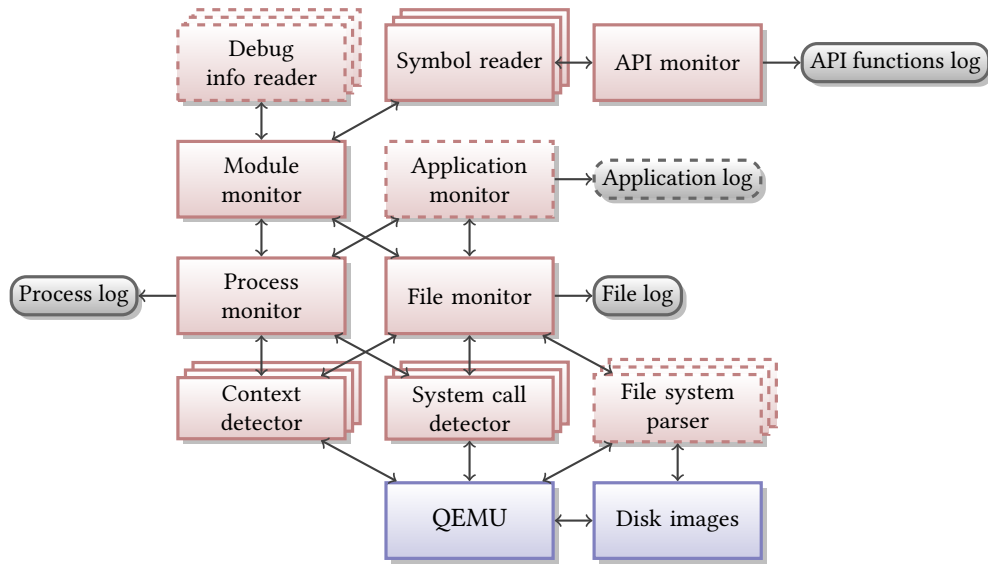 Debug
info reader
Symbol reader
API monitor
API functions log
Module
monitor
Application
monitor
Application log
Process log
Process
monitor
File monitor
File log
Context
detector
System call
detector
File system
parser
QEMU
Disk images